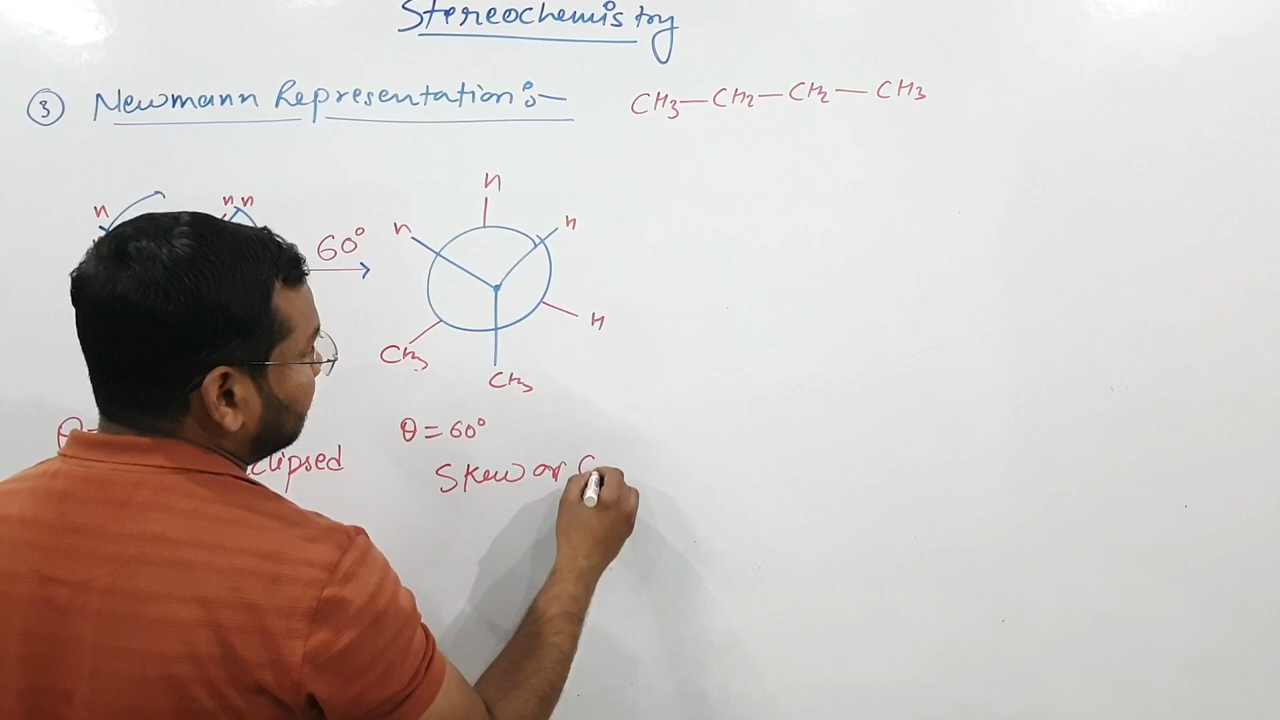 Stereochemistry
3 Newmann Representation :-
CH3-CH2-CH2-CH3
H
H
H H
60°
H
H
CH3
H
CH3
θ
θ = 60°
clipsed
Skew or G